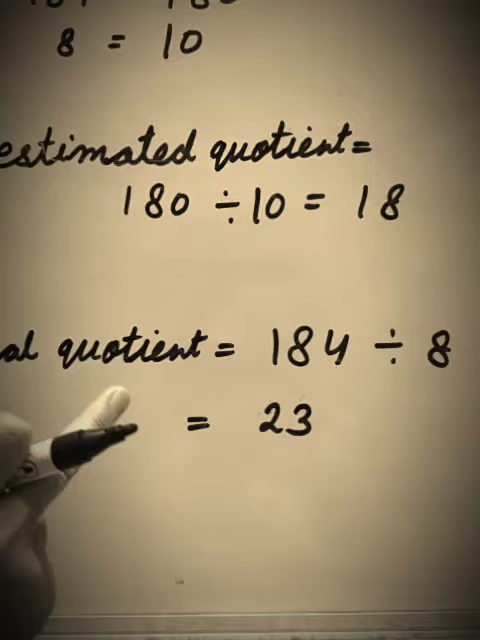 8 = 10
estimated quotient=
180 ÷ 10 = 18
al quotient = 184 ÷ 8
= 23